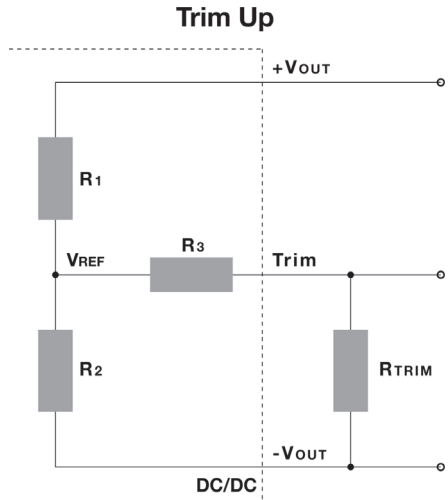 Trim Up
+VOUT
R1
R3
VREF
Trim
R2
RTRIM
-VOUT
DC/DC